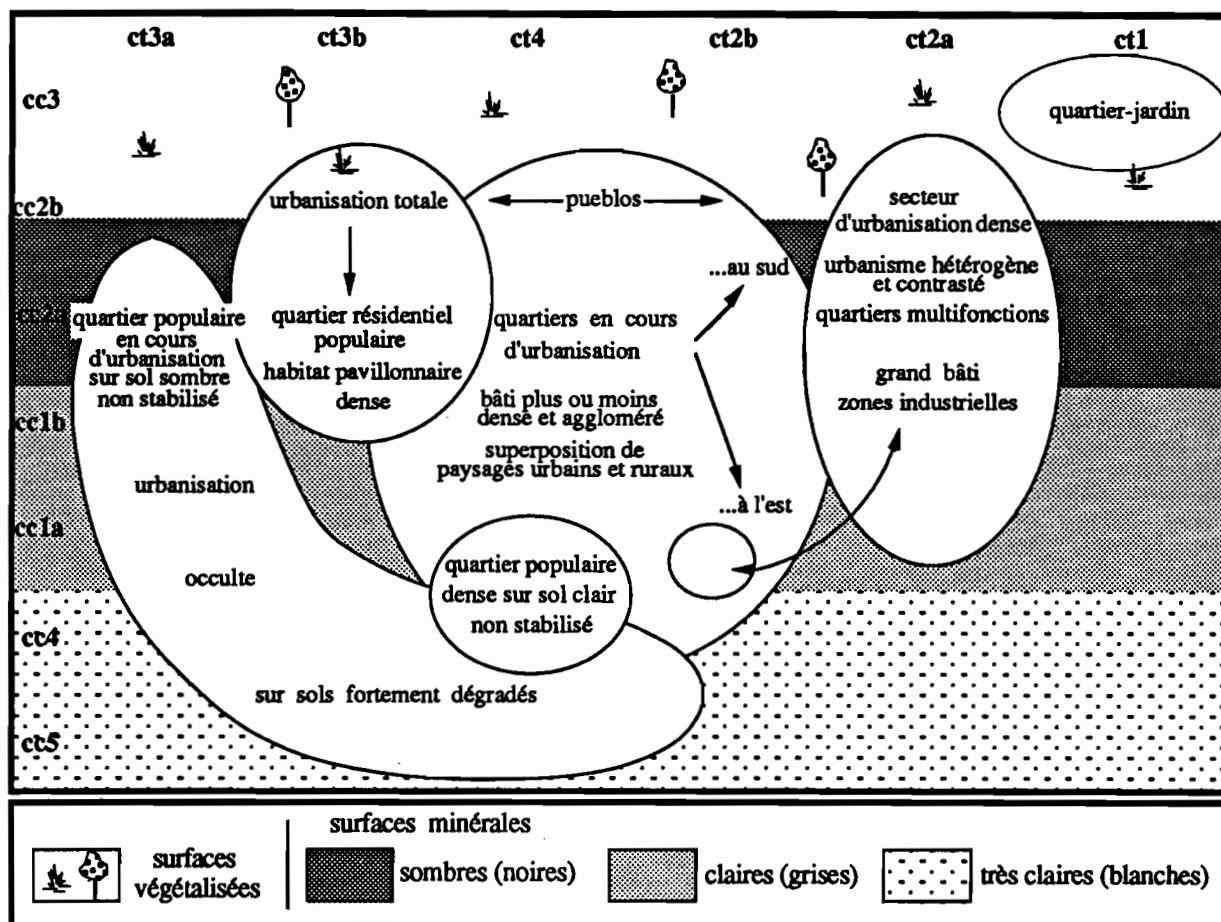 ct3a ct3b ct4 ct2b ct2a ct1
cc3
quartier-jardin
cc2b
urbanisation totale
pueblos
secteur
d'urbanisation dense
urbanisme hétérogène
et contrasté
quartiers multifonctions
grand bâti
zones industrielles
...au sud
cc2a
quartier populaire
en cours
d'urbanisation
sur sol sombre
non stabilisé
quartier résidentiel
populaire
habitat pavillonnaire
dense
quartiers en cours
d'urbanisation
bâti plus ou moins
dense et aggloméré
superposition de
paysages urbains et ruraux
cc1b
urbanisation
...à l'est
cc1a
occulte
quartier populaire
dense sur sol clair
non stabilisé
cc4
sur sols fortement dégradés
cc5
surfaces
végétalisées
surfaces minérales
sombres (noires)
claires (grises)
très claires (blanches)